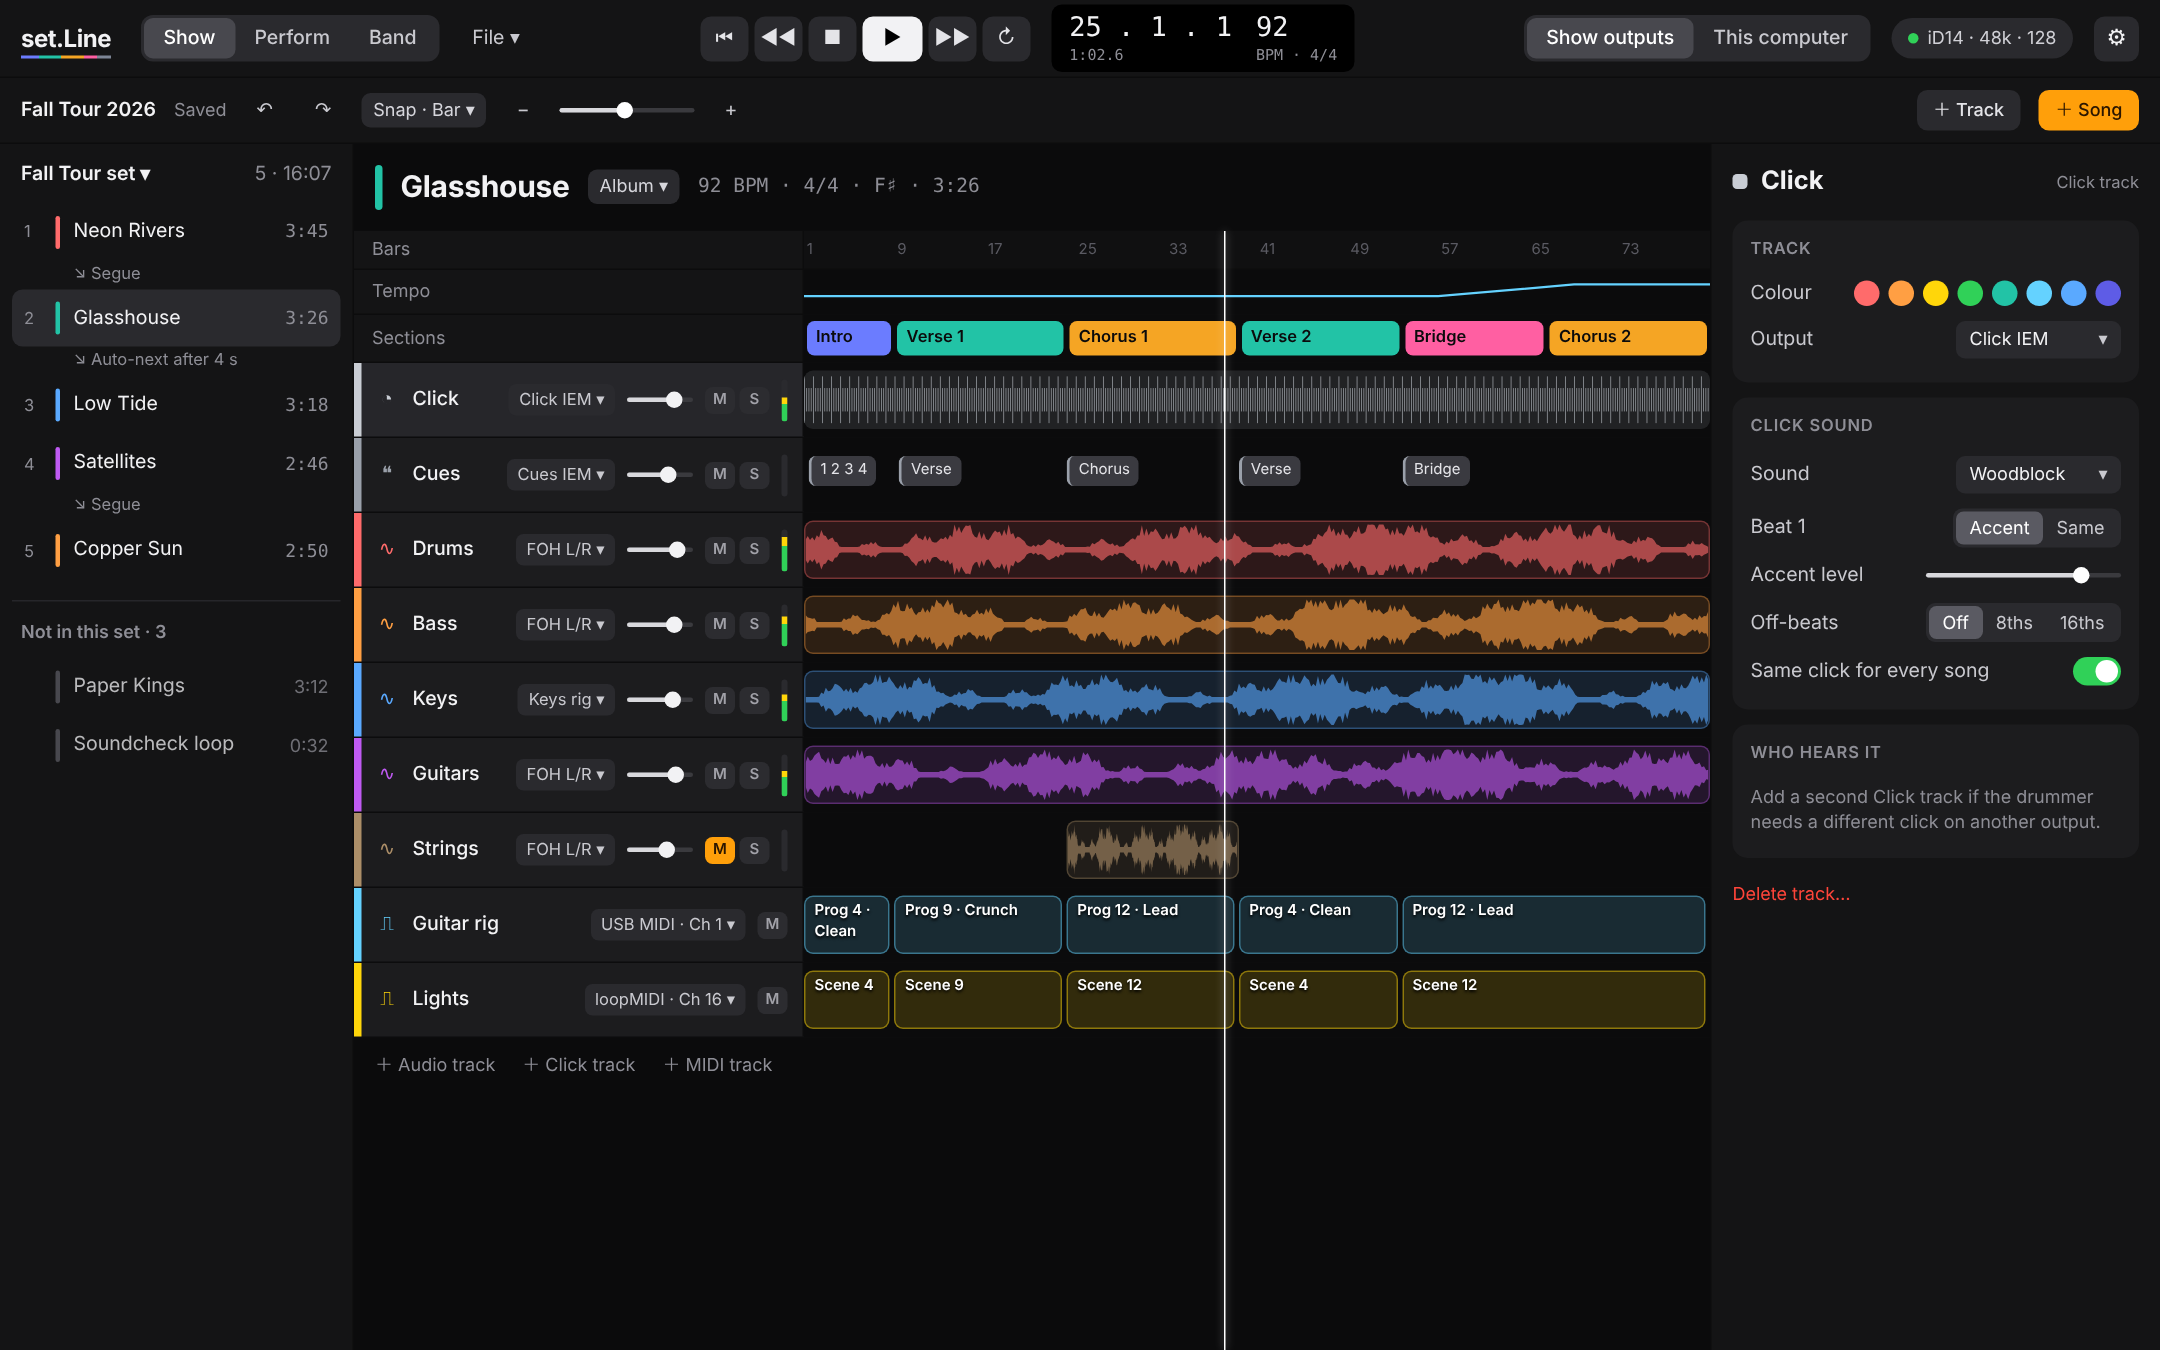 set.Line
Show Perform Band File ▾
25 . 1 . 1 92
1:02.6 BPM · 4/4
Show outputs This computer
iD14 · 48k · 128
Fall Tour 2026 Saved
Snap · Bar ▾ − +
+ Track + Song
Fall Tour set ▾ 5 · 16:07
1 Neon Rivers 3:45
↘ Segue
2 Glasshouse 3:26
↘ Auto-next after 4 s
3 Low Tide 3:18
4 Satellites 2:46
↘ Segue
5 Copper Sun 2:50
Not in this set · 3
Paper Kings 3:12
Soundcheck loop 0:32
Glasshouse Album ▾ 92 BPM · 4/4 · F♯ · 3:26
Bars 1 9 17 25 33 41 49 57 65 73
Tempo
Sections Intro Verse 1 Chorus 1 Verse 2 Bridge Chorus 2
Click Click IEM ▾ M S
Cues Cues IEM ▾ M S 1 2 3 4 Verse Chorus Verse Bridge
Drums FOH L/R ▾ M S
Bass FOH L/R ▾ M S
Keys Keys rig ▾ M S
Guitars FOH L/R ▾ M S
Strings FOH L/R ▾ M S
Guitar rig USB MIDI · Ch 1 ▾ M Prog 4 · Clean Prog 9 · Crunch Prog 12 · Lead Prog 4 · Clean Prog 12 · Lead
Lights loopMIDI · Ch 16 ▾ M Scene 4 Scene 9 Scene 12 Scene 4 Scene 12
+ Audio track + Click track + MIDI track
Click Click track
TRACK
Colour
Output Click IEM ▾
CLICK SOUND
Sound Woodblock ▾
Beat 1 Accent Same
Accent level
Off-beats Off 8ths 16ths
Same click for every song
WHO HEARS IT
Add a second Click track if the drummer
needs a different click on another output.
Delete track...